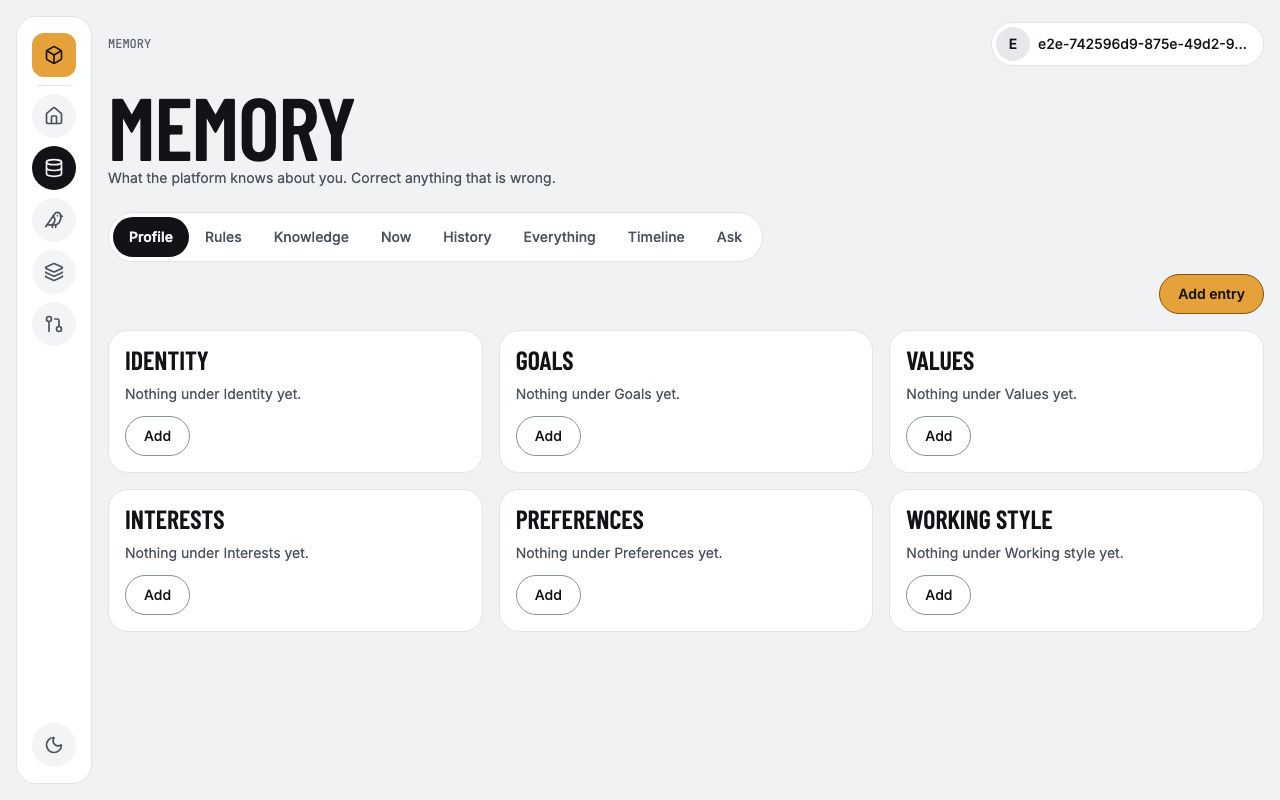 MEMORY
E e2e-742596d9-875e-49d2-9...
MEMORY
What the platform knows about you. Correct anything that is wrong.
Profile Rules Knowledge Now History Everything Timeline Ask
Add entry
IDENTITY
Nothing under Identity yet.
Add
GOALS
Nothing under Goals yet.
Add
VALUES
Nothing under Values yet.
Add
INTERESTS
Nothing under Interests yet.
Add
PREFERENCES
Nothing under Preferences yet.
Add
WORKING STYLE
Nothing under Working style yet.
Add